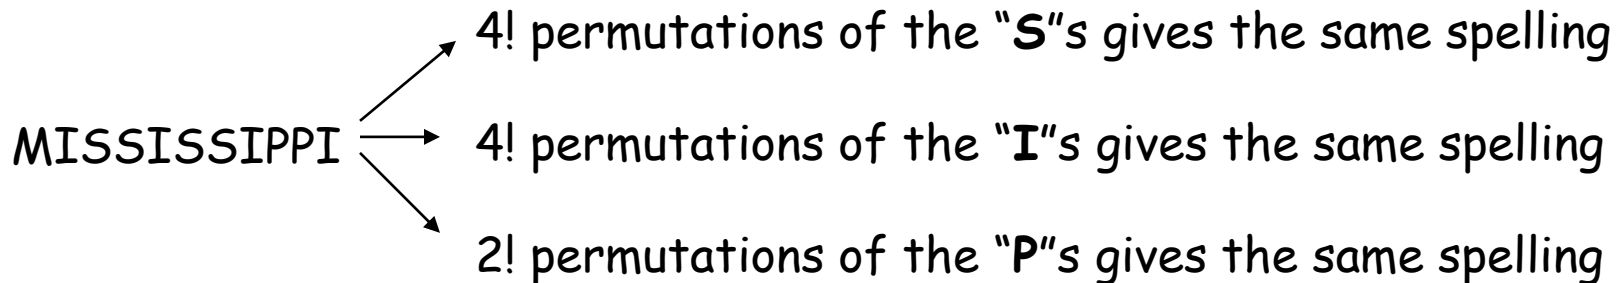 4! permutations of the “S”s gives the same spelling
MISSISSIPPI
4! permutations of the “I”s gives the same spelling
2! permutations of the “P”s gives the same spelling